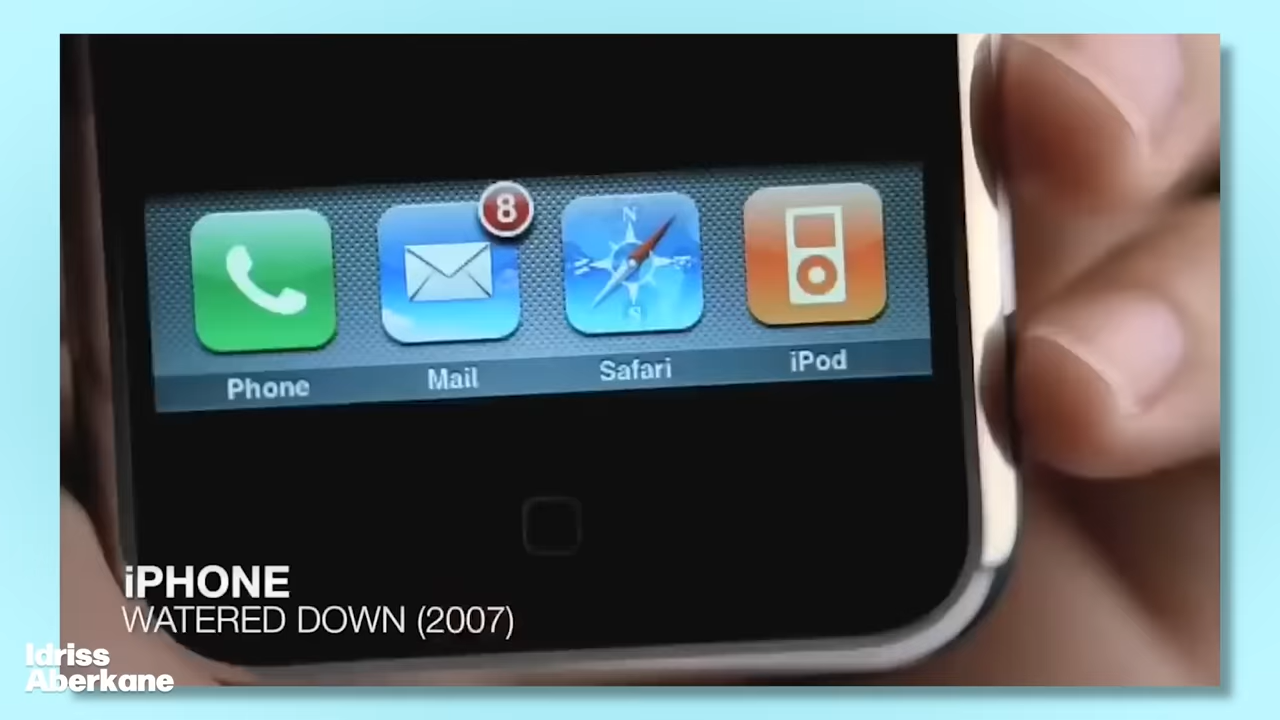 8
N
S
Phone Mail Safari iPod
iPHONE
WATERED DOWN (2007)
Idriss
Aberkane